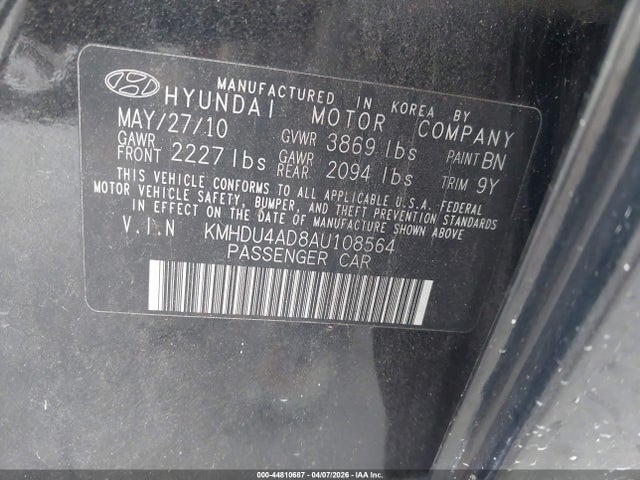 MANUFACTURED IN KOREA BY
HYUNDAI MOTOR COMPANY
MAY/27/10 GVWR 3869 lbs PAINT BN
GAWR FRONT 2227 lbs GAWR REAR 2094 lbs TRIM 9Y
THIS VEHICLE CONFORMS TO ALL APPLICABLE U.S.A. FEDERAL
MOTOR VEHICLE SAFETY, BUMPER, AND THEFT PREVENTION STANDARDS
IN EFFECT ON THE DATE OF MANUFACTURE SHOWN ABOVE
V.I.N KMHDU4AD8AU108564
PASSENGER CAR
000-44810687 - 04/07/2026 - IAA Inc.